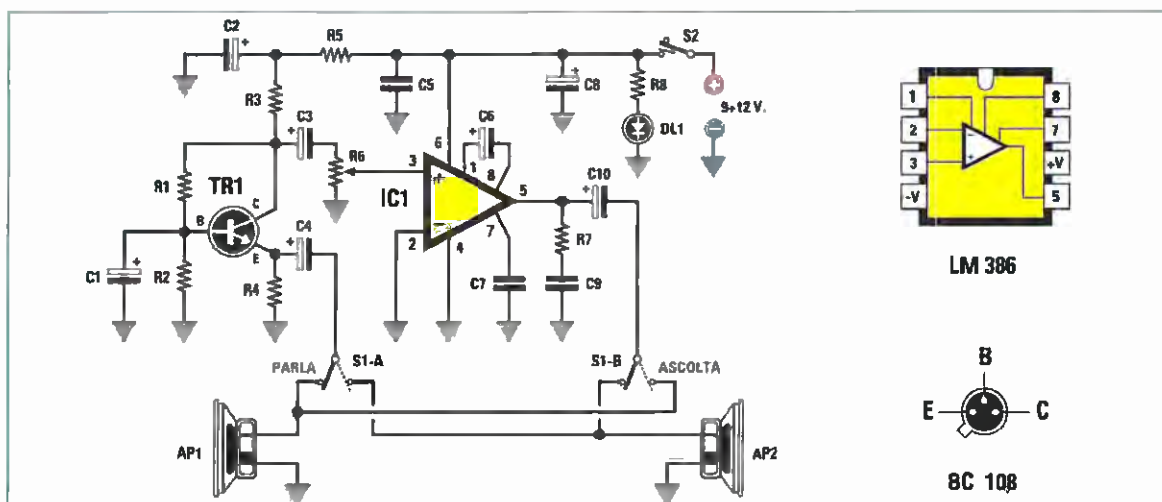 C2
+
R5
S2
R3
C5
+
C8
R8
9÷12 V.
DL1
+
C3
R6
6
C6
1
8
3
IC1
5
+
C10
R1
TR1
C
B
E
+
C4
2
4
7
R7
C1
+
R2
R4
C7
C9
PARLA
S1-A
S1-B
ASCOLTA
AP1
AP2
1
2
3
-V
8
7
+V
5
LM 386
B
E
C
BC 108